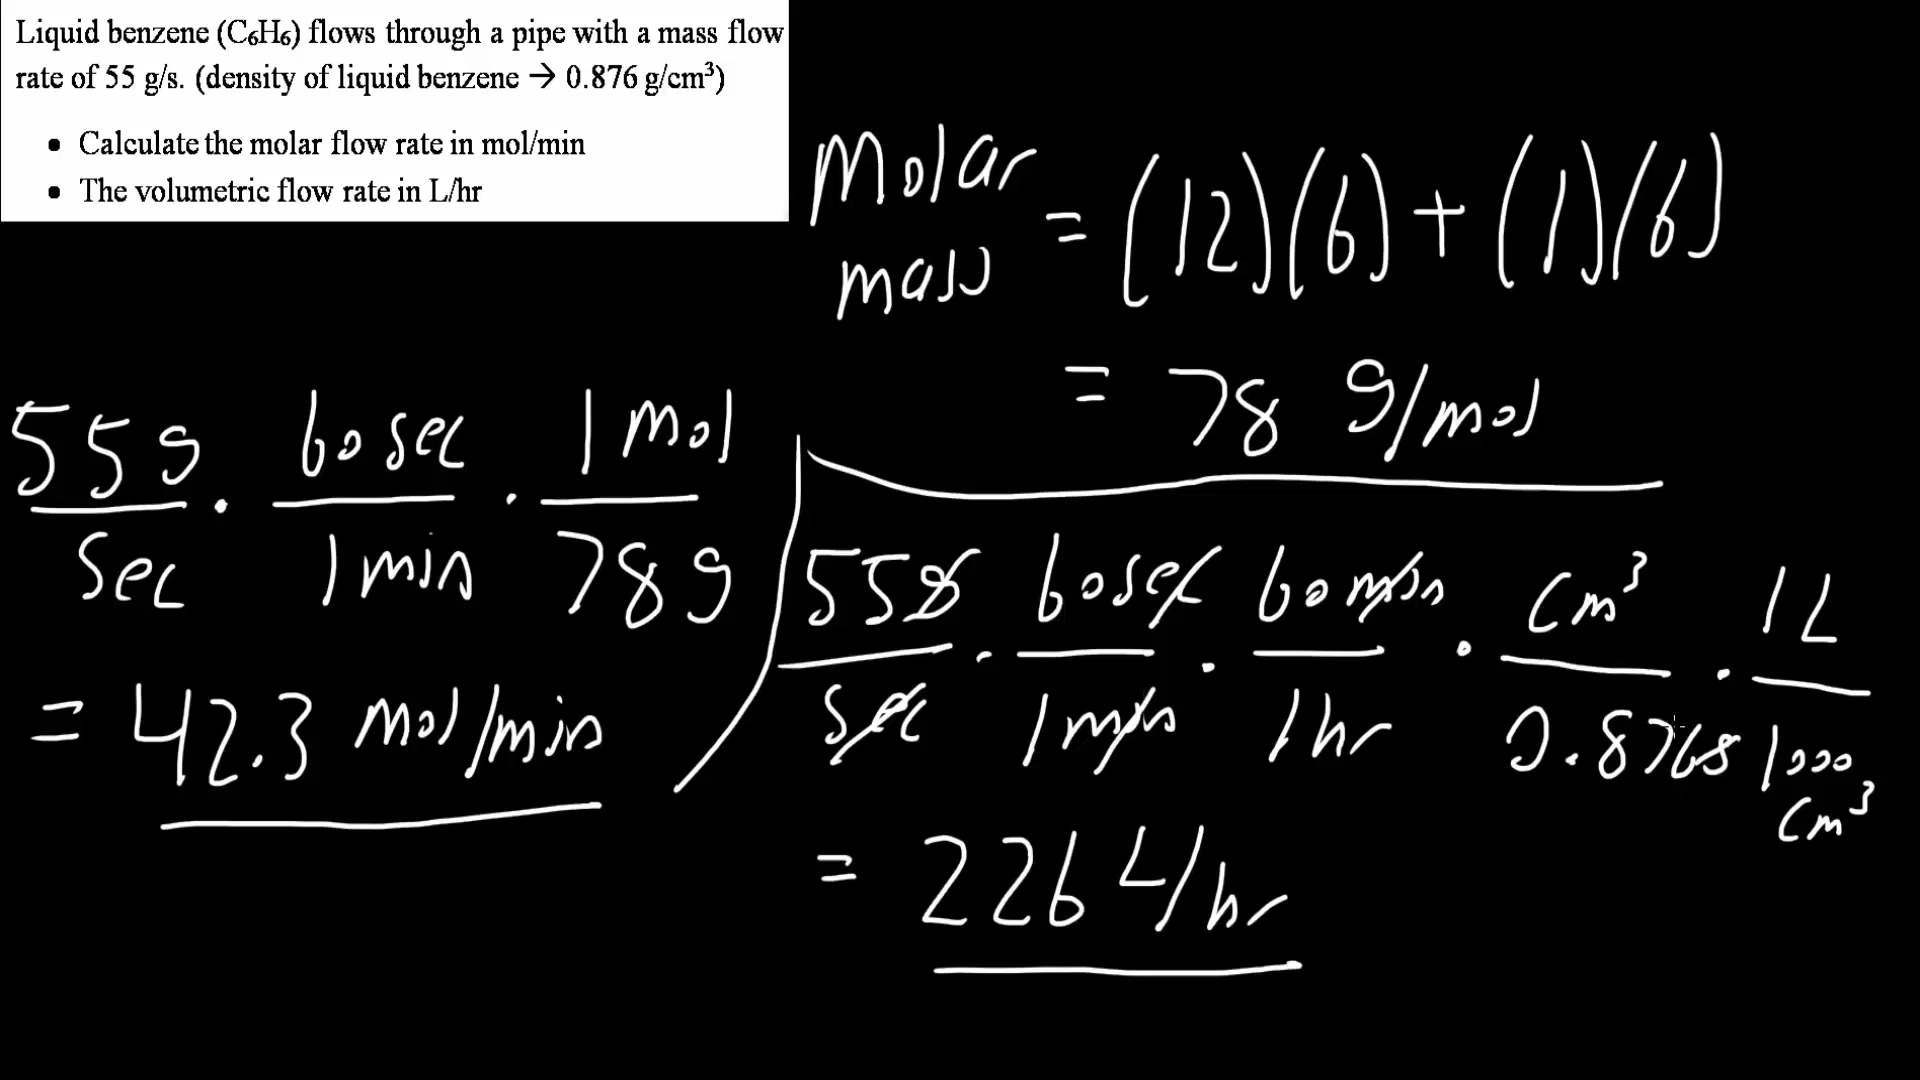 Liquid benzene (C₆H₆) flows through a pipe with a mass flow
rate of 55 g/s. (density of liquid benzene → 0.876 g/cm³)
• Calculate the molar flow rate in mol/min
• The volumetric flow rate in L/hr
Molar
mass
= (12)(6) + (1)(6)
= 78 g/mol
55 g 60 sec 1 mol
sec · 1 min · 78 g
= 42.3 mol/min
55 g 60 sec 60 min cm³ 1 L
sec · 1 min · 1 hr · 0.876 g · 1000
cm³
= 226 L/hr